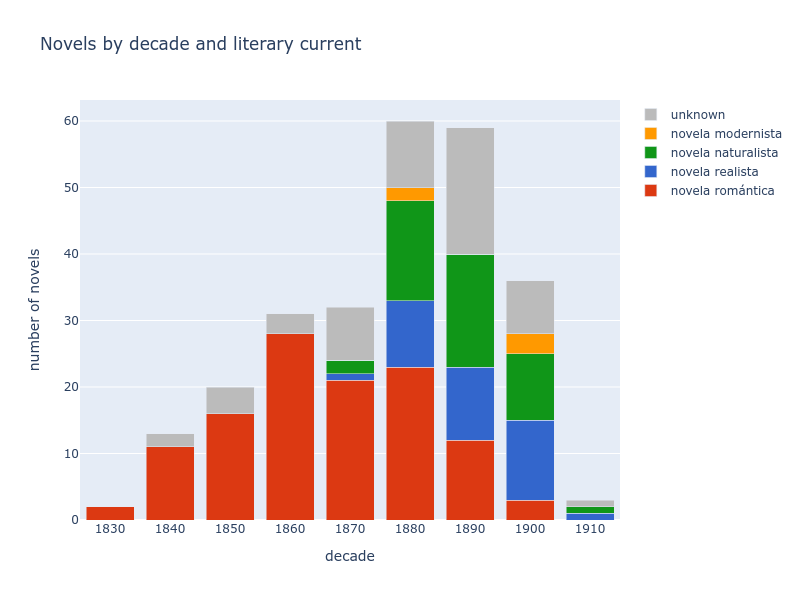 Novels by decade and literary current
unknown
novela modernista
novela naturalista
novela realista
novela romántica
number of novels
60
50
40
30
20
10
0
1830 1840 1850 1860 1870 1880 1890 1900 1910
decade